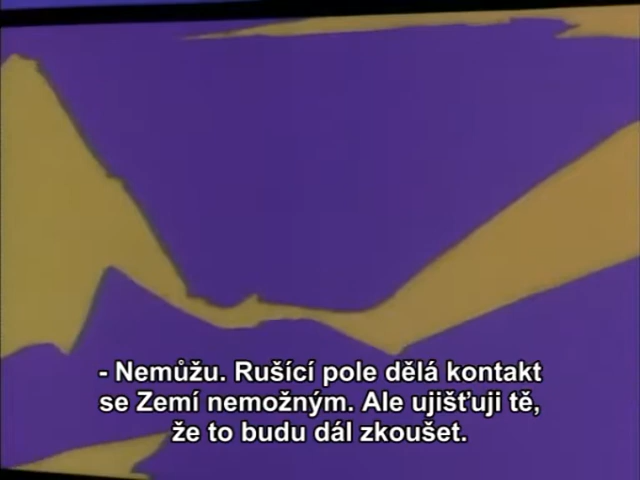 - Nemůžu. Rušící pole dělá kontakt
se Zemí nemožným. Ale ujišťuji tě,
že to budu dál zkoušet.